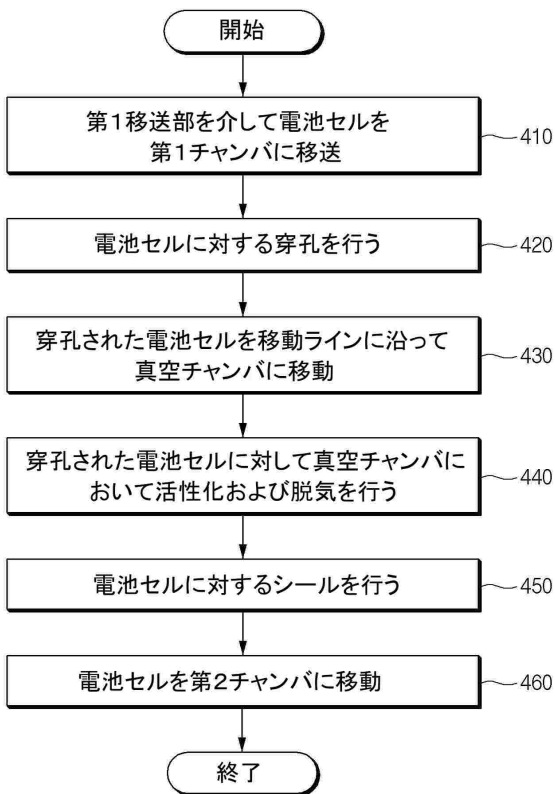 開始
第1移送部を介して電池セルを
第1チャンバに移送
410
電池セルに対する穿孔を行う
420
穿孔された電池セルを移動ラインに沿って
真空チャンバに移動
430
穿孔された電池セルに対して真空チャンバに
おいて活性化および脱気を行う
440
電池セルに対するシールを行う
450
電池セルを第2チャンバに移動
460
終了